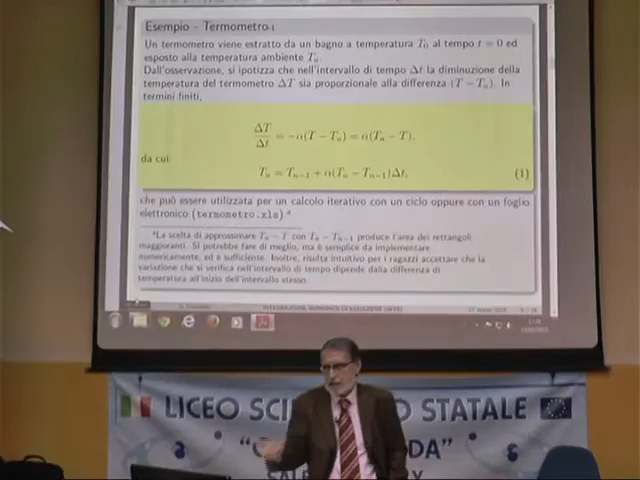 Esempio - Termometro
Un termometro viene estratto da un bagno a temperatura T₀ al tempo t = 0 ed
esposto alla temperatura ambiente Tₐ.
Dall'osservazione, si ipotizza che nell'intervallo di tempo Δt la diminuzione della
temperatura del termometro ΔT sia proporzionale alla differenza (T − Tₐ). In
termini finiti,
ΔT/Δt = −α(T − Tₐ) = α(Tₐ − T),
da cui
Tₙ = Tₙ₋₁ + α(Tₐ − Tₙ₋₁)Δt, (1)
che può essere utilizzata per un calcolo iterativo con un ciclo oppure con un foglio
elettronico (termometro.xls) ᵃ
ᵃLa scelta di approssimare Tₐ − T con Tₐ − Tₙ₋₁ produce l'area dei rettangoli
maggioranti. Si potrebbe fare di meglio, ma è semplice da implementare
numericamente, ed è sufficiente. Inoltre, risulta intuitivo per i ragazzi accettare che la
variazione che si verifica nell'intervallo di tempo dipende dalla differenza di
temperatura all'inizio dell'intervallo stesso.
LICEO SCI O STATALE
"C DA"
SALE Y